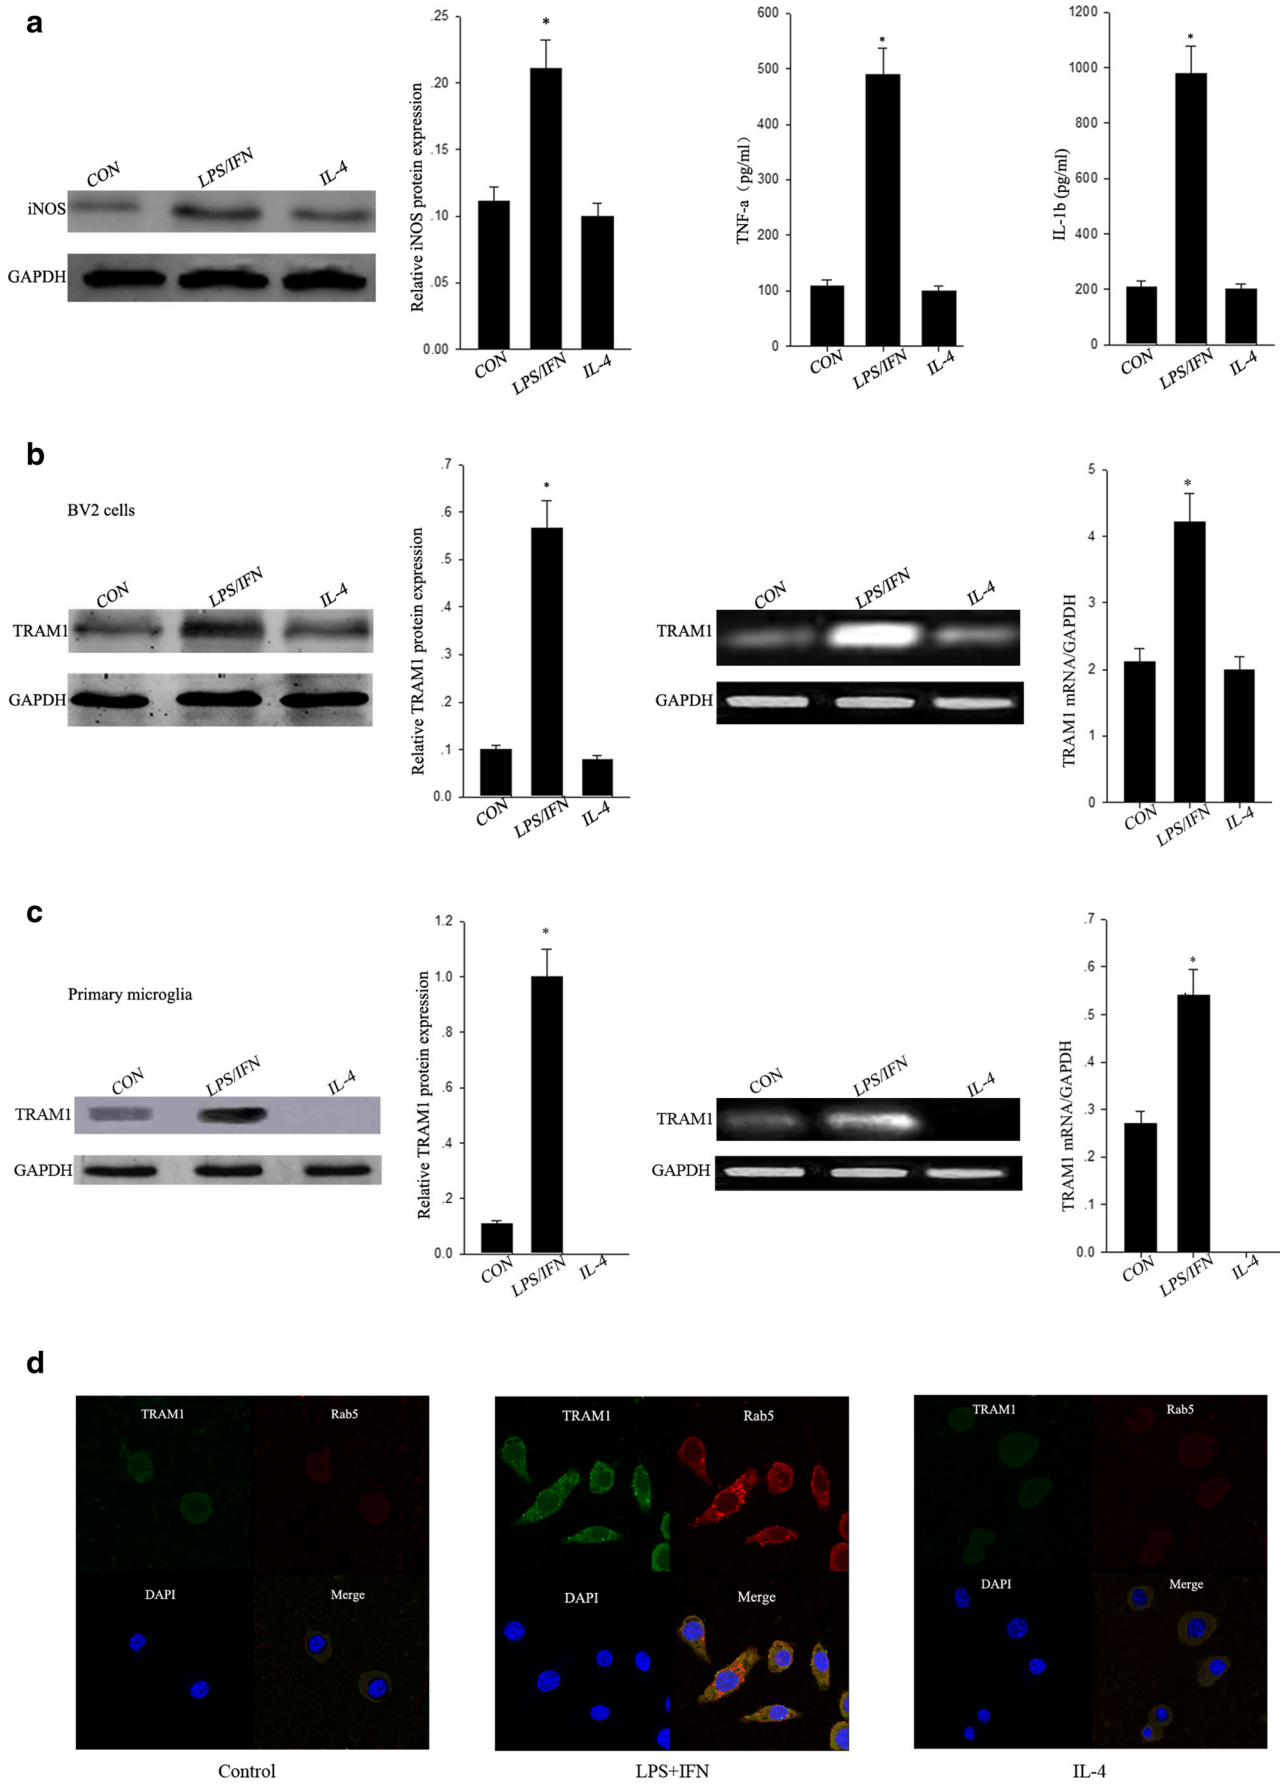 a
CON
LPS/IFN
IL-4
iNOS
GAPDH
Relative iNOS protein expression
.25
.20
.15
.10
.05
0.00
*
CON
LPS/IFN
IL-4
TNF-a (pg/ml)
600
500
400
300
200
100
0
*
CON
LPS/IFN
IL-4
IL-1b (pg/ml)
1200
1000
800
600
400
200
0
*
CON
LPS/IFN
IL-4
b
BV2 cells
CON
LPS/IFN
IL-4
TRAM1
GAPDH
Relative TRAM1 protein expression
.7
.6
.5
.4
.3
.2
.1
0.0
*
CON
LPS/IFN
IL-4
CON
LPS/IFN
IL-4
TRAM1
GAPDH
TRAM1 mRNA/GAPDH
5
4
3
2
1
0
*
CON
LPS/IFN
IL-4
c
Primary microglia
CON
LPS/IFN
IL-4
TRAM1
GAPDH
Relative TRAM1 protein expression
1.2
1.0
.8
.6
.4
.2
0.0
*
CON
LPS/IFN
IL-4
CON
LPS/IFN
IL-4
TRAM1
GAPDH
TRAM1 mRNA/GAPDH
.7
.6
.5
.4
.3
.2
.1
0.0
*
CON
LPS/IFN
IL-4
d
TRAM1
Rab5
DAPI
Merge
Control
TRAM1
Rab5
DAPI
Merge
LPS+IFN
TRAM1
Rab5
DAPI
Merge
IL-4